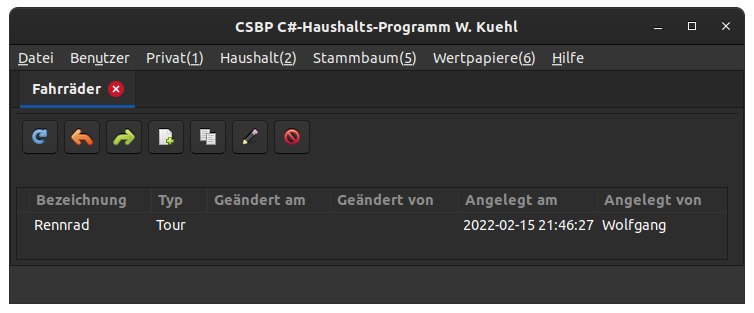 CSBP C#-Haushalts-Programm W. Kuehl
Datei Benutzer Privat(1) Haushalt(2) Stammbaum(5) Wertpapiere(6) Hilfe
Fahrräder
Bezeichnung Typ Geändert am Geändert von Angelegt am Angelegt von
Rennrad Tour 2022-02-15 21:46:27 Wolfgang